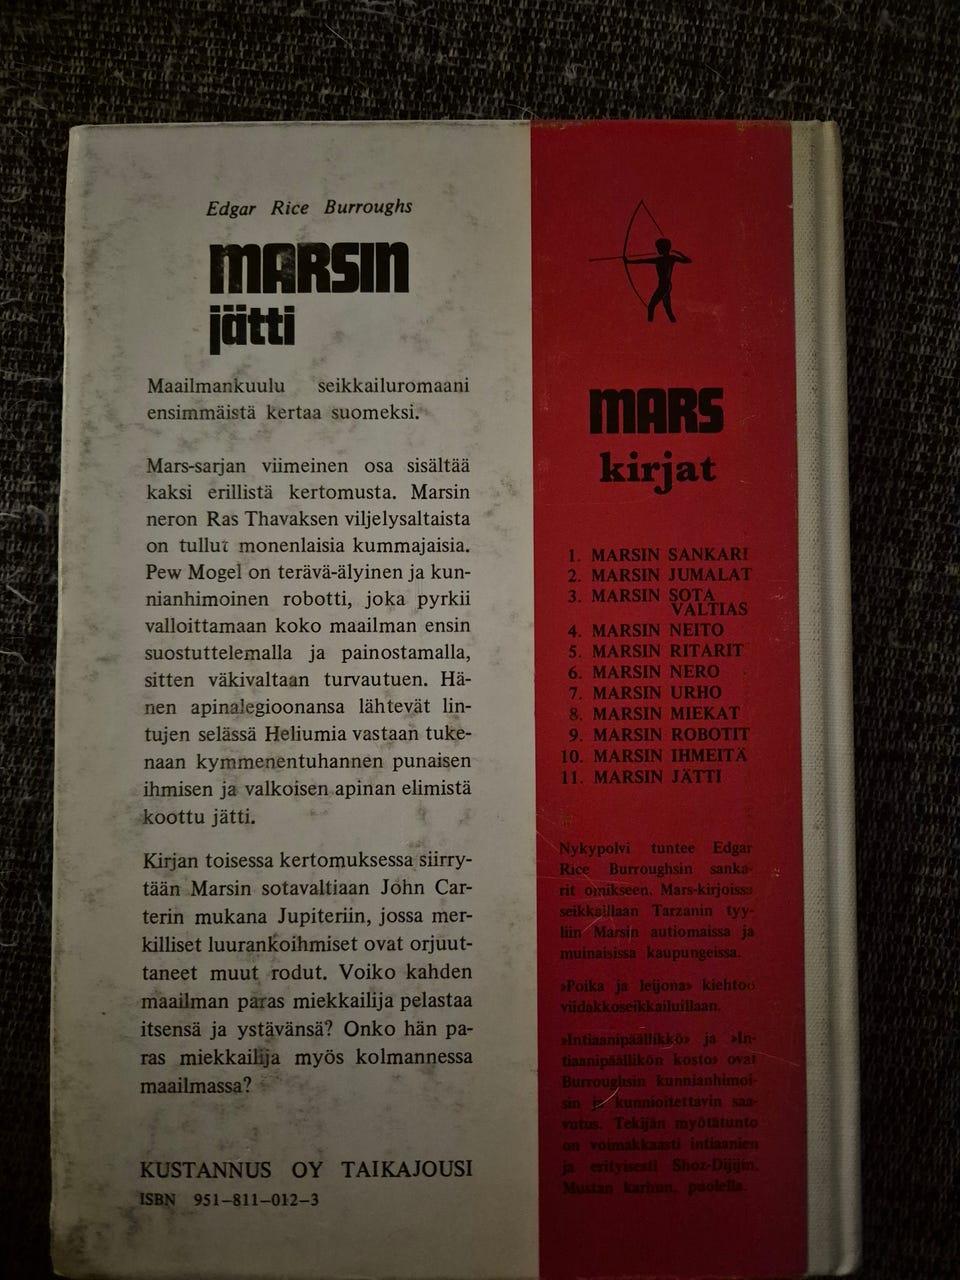 Edgar Rice Burroughs
MARSIN
jätti
Maailmankuulu seikkailuromaani
ensimmäistä kertaa suomeksi.
Mars-sarjan viimeinen osa sisältää
kaksi erillistä kertomusta. Marsin
neron Ras Thavaksen viljelysaltaista
on tullut monenlaisia kummajaisia.
Pew Mogel on terävä-älyinen ja kun-
nianhimoinen robotti, joka pyrkii
valloittamaan koko maailman ensin
suostuttelemalla ja painostamalla,
sitten väkivaltaan turvautuen. Hä-
nen apinalegioonansa lähtevät lin-
tujen selässä Heliumia vastaan tuke-
naan kymmenentuhannen punaisen
ihmisen ja valkoisen apinan elimistä
koottu jätti.
Kirjan toisessa kertomuksessa siirry-
tään Marsin sotavaltiaan John Car-
terin mukana Jupiteriin, jossa mer-
killiset luurankoihmiset ovat orjuut-
taneet muut rodut. Voiko kahden
maailman paras miekkailija pelastaa
itsensä ja ystävänsä? Onko hän pa-
ras miekkailija myös kolmannessa
maailmassa?
KUSTANNUS OY TAIKAJOUSI
ISBN 951-811-012-3
MARS
kirjat
1. MARSIN SANKARI
2. MARSIN JUMALAT
3. MARSIN SOTA
VALTIAS
4. MARSIN NEITO
5. MARSIN RITARIT
6. MARSIN NERO
7. MARSIN URHO
8. MARSIN MIEKAT
9. MARSIN ROBOTIT
10. MARSIN IHMEITÄ
11. MARSIN JÄTTI
Nykypolvi tuntee Edgar
Rice Burroughsin sanka-
rit omikseen. Mars-kirjoissa
seikkaillaan Tarzanin tyy-
liin Marsin autiomaissa ja
muinaisissa kaupungeissa.
»Poika ja leijona» kiehtoo
viidakkoseikkailuillaan.
»Intiaanipäällikkö» ja »In-
tiaanipäällikön kosto» ovat
Burroughsin kunnianhimoi-
sin ja kunnioitettavin saa-
vutus. Tekijän myötätunto
on voimakkaasti intiaanien
ja erityisesti Shoz-Dijijin,
Mustan karhun, puolella.